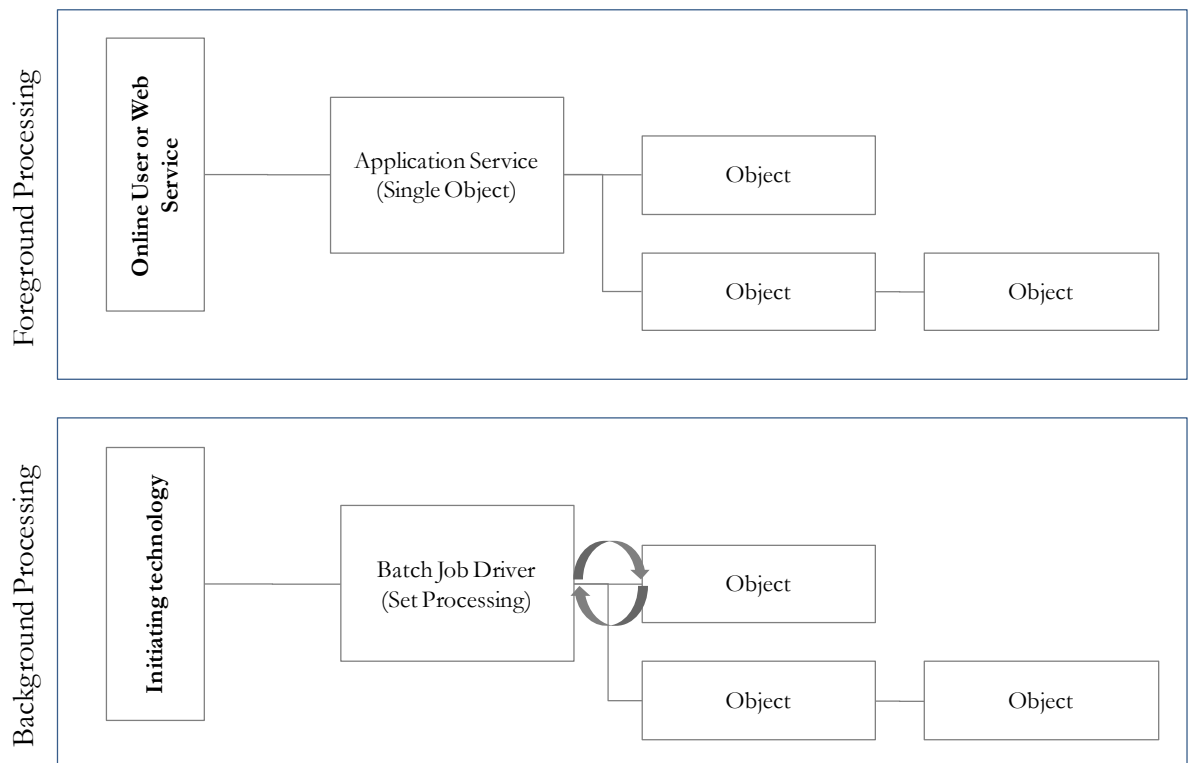 Foreground Processing
Online User or Web
Service
Application Service
(Single Object)
Object
Object
Object
Background Processing
Initiating technology
Batch Job Driver
(Set Processing)
Object
Object
Object